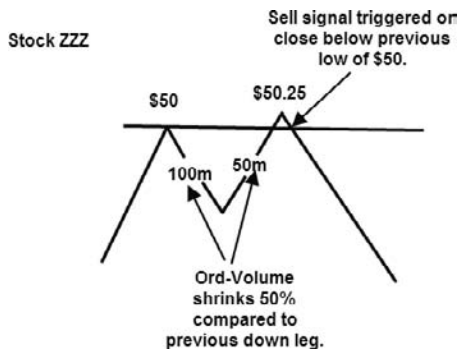 Sell signal triggered on
close below previous
low of $50.
Stock ZZZ
$50
$50.25
100m
50m
Ord-Volume
shrinks 50%
compared to
previous down leg.